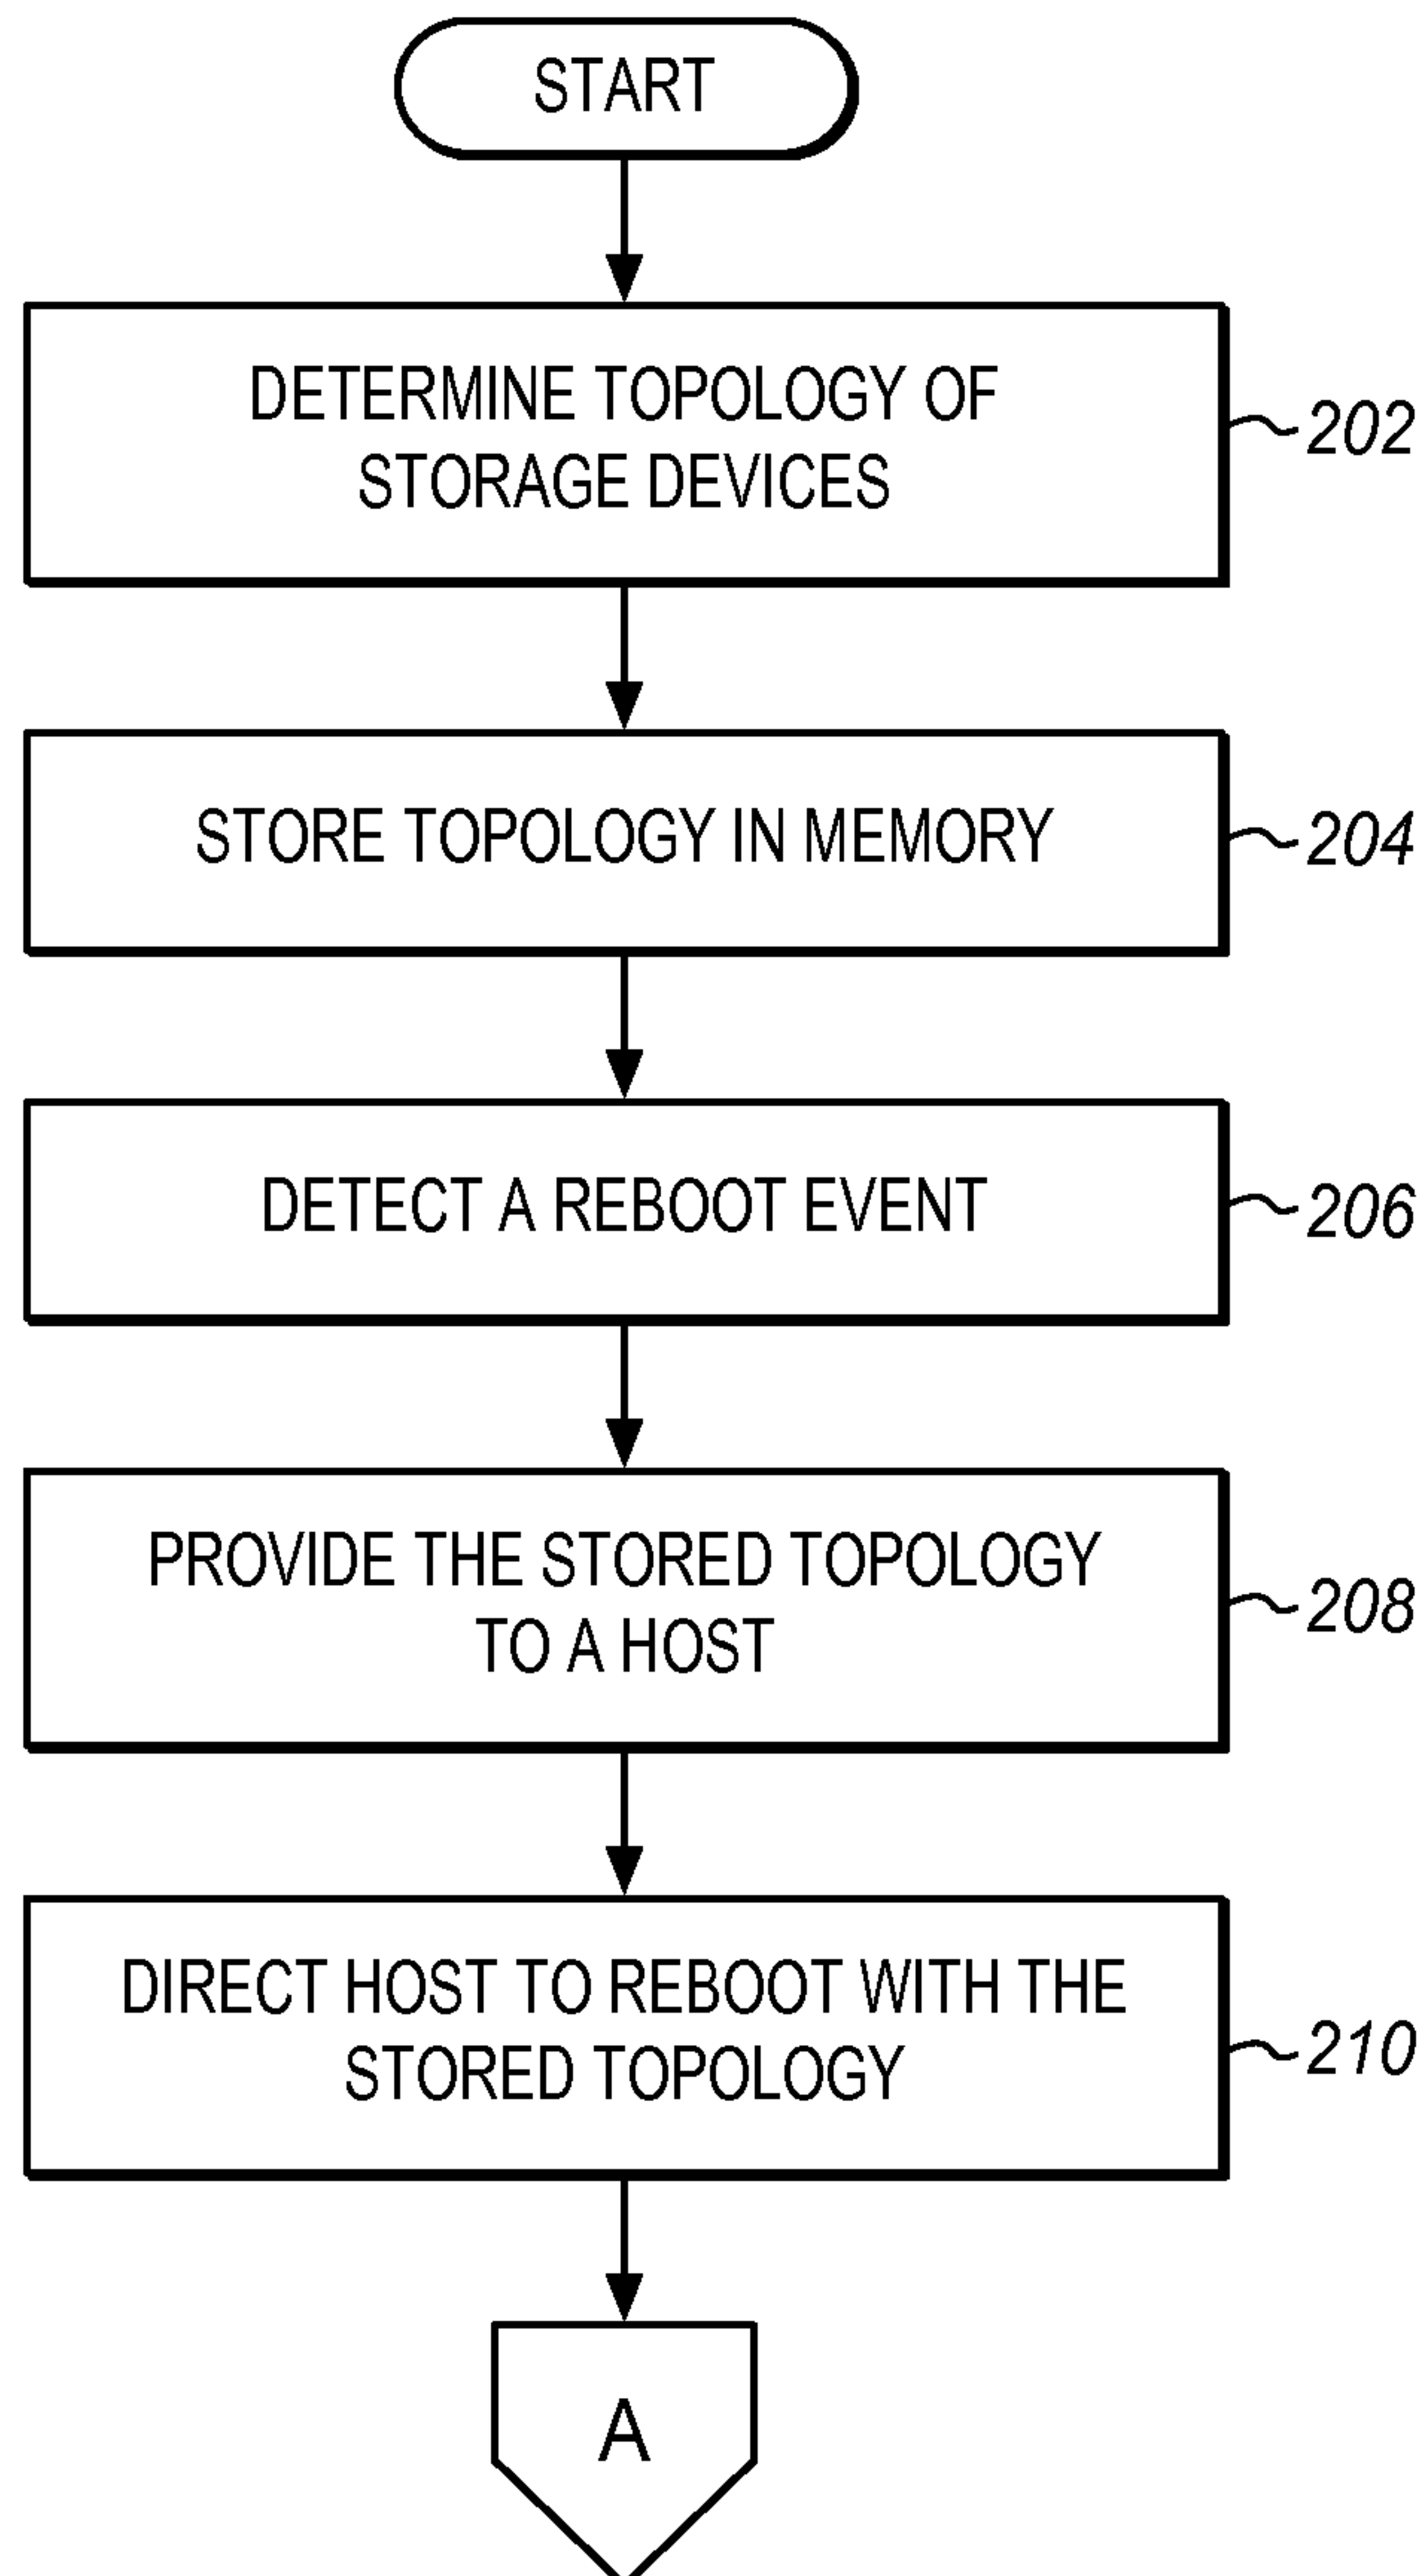 START
DETERMINE TOPOLOGY OF
STORAGE DEVICES
202
STORE TOPOLOGY IN MEMORY
204
DETECT A REBOOT EVENT
206
PROVIDE THE STORED TOPOLOGY
TO A HOST
208
DIRECT HOST TO REBOOT WITH THE
STORED TOPOLOGY
210
A